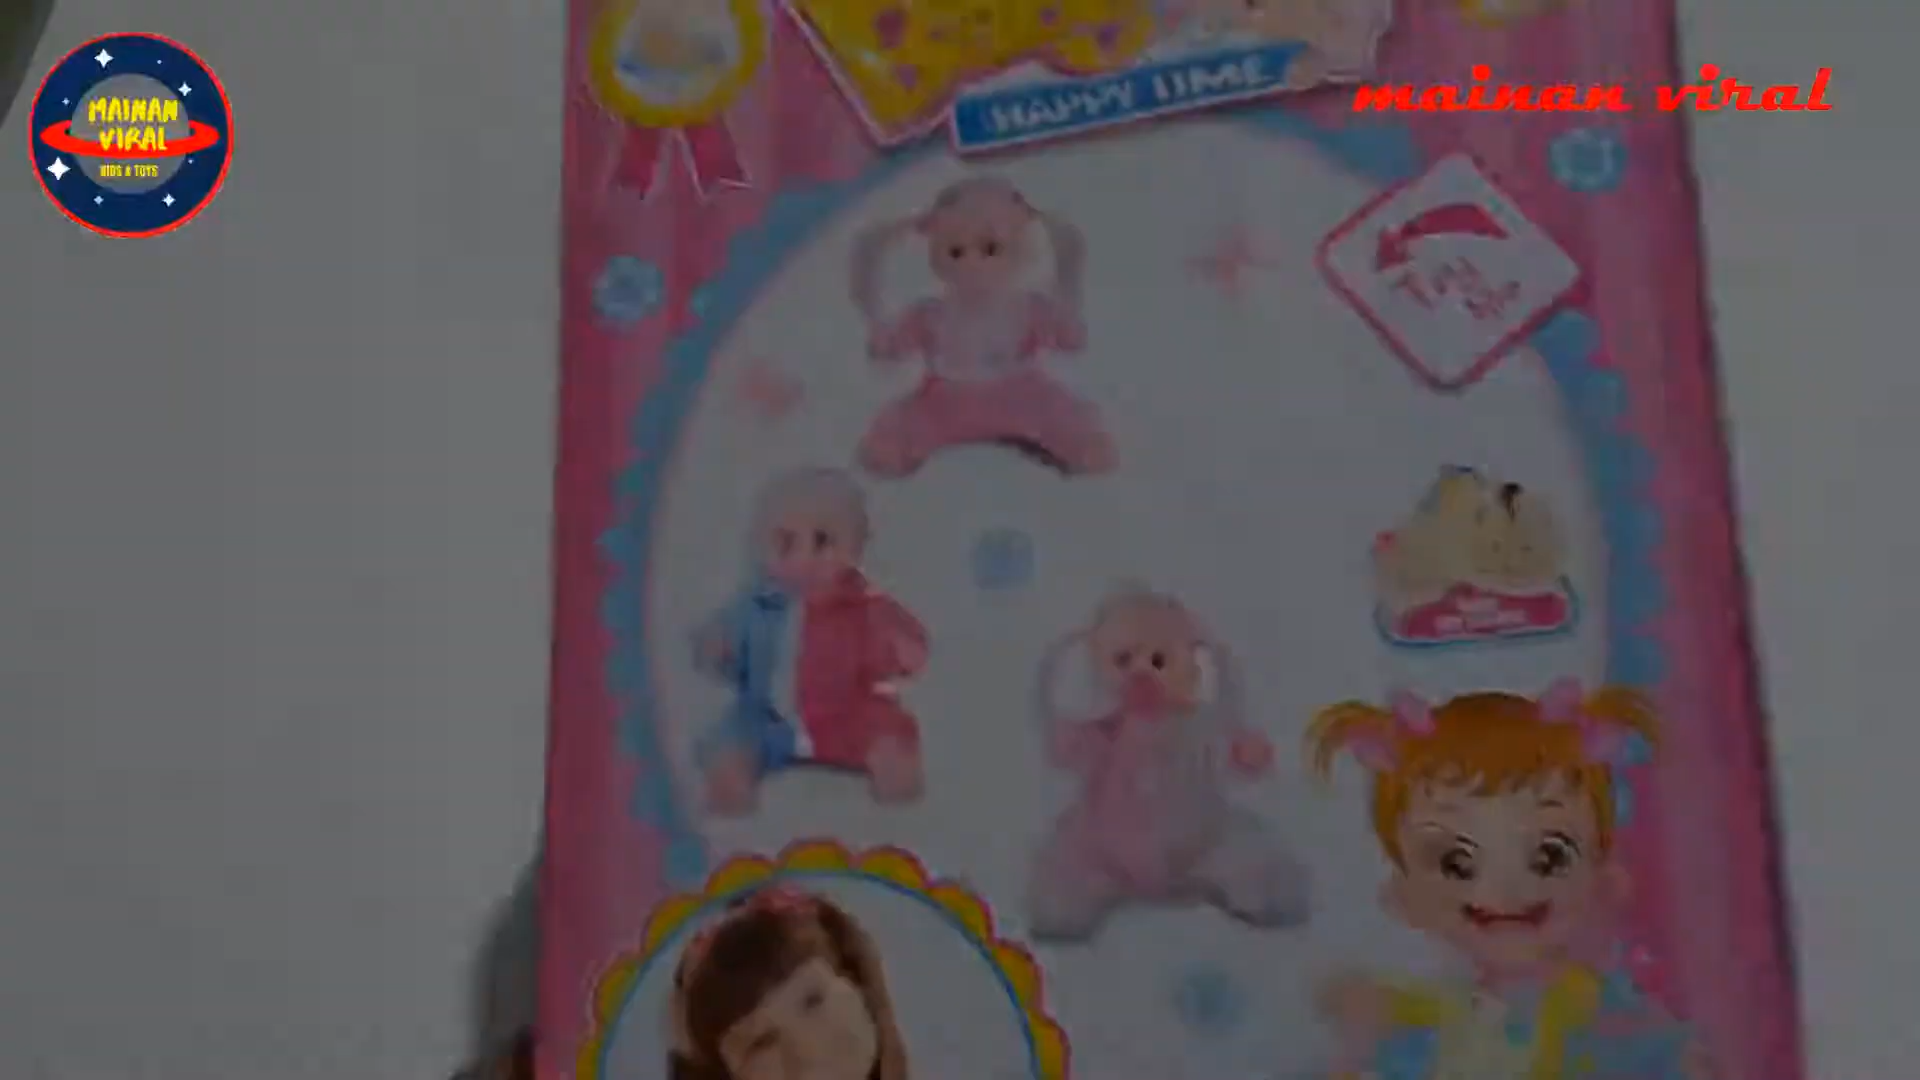 MAINAN
VIRAL
KIDS & TOYS
mainan viral
HAPPY TIME